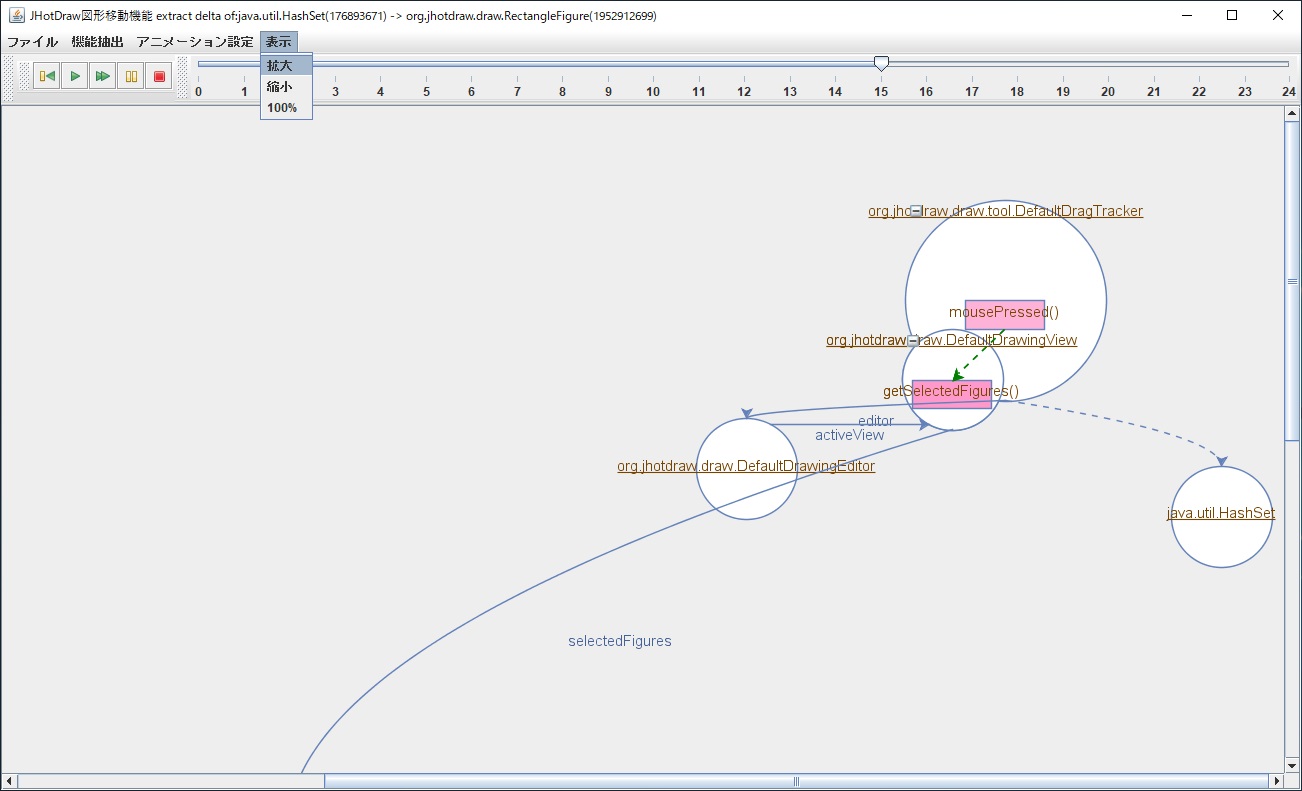 JHotDraw図形移動機能 extract delta of:java.util.HashSet(176893671) -> org.jhotdraw.draw.RectangleFigure(1952912699)
ファイル 機能抽出 アニメーション設定 表示
拡大
縮小
100%
0 1 3 4 5 6 7 8 9 10 11 12 13 14 15 16 17 18 19 20 21 22 23 24
org.jhotdraw.draw.tool.DefaultDragTracker
mousePressed()
org.jhotdraw.draw.DefaultDrawingView
getSelectedFigures()
editor
activeView
org.jhotdraw.draw.DefaultDrawingEditor
java.util.HashSet
selectedFigures